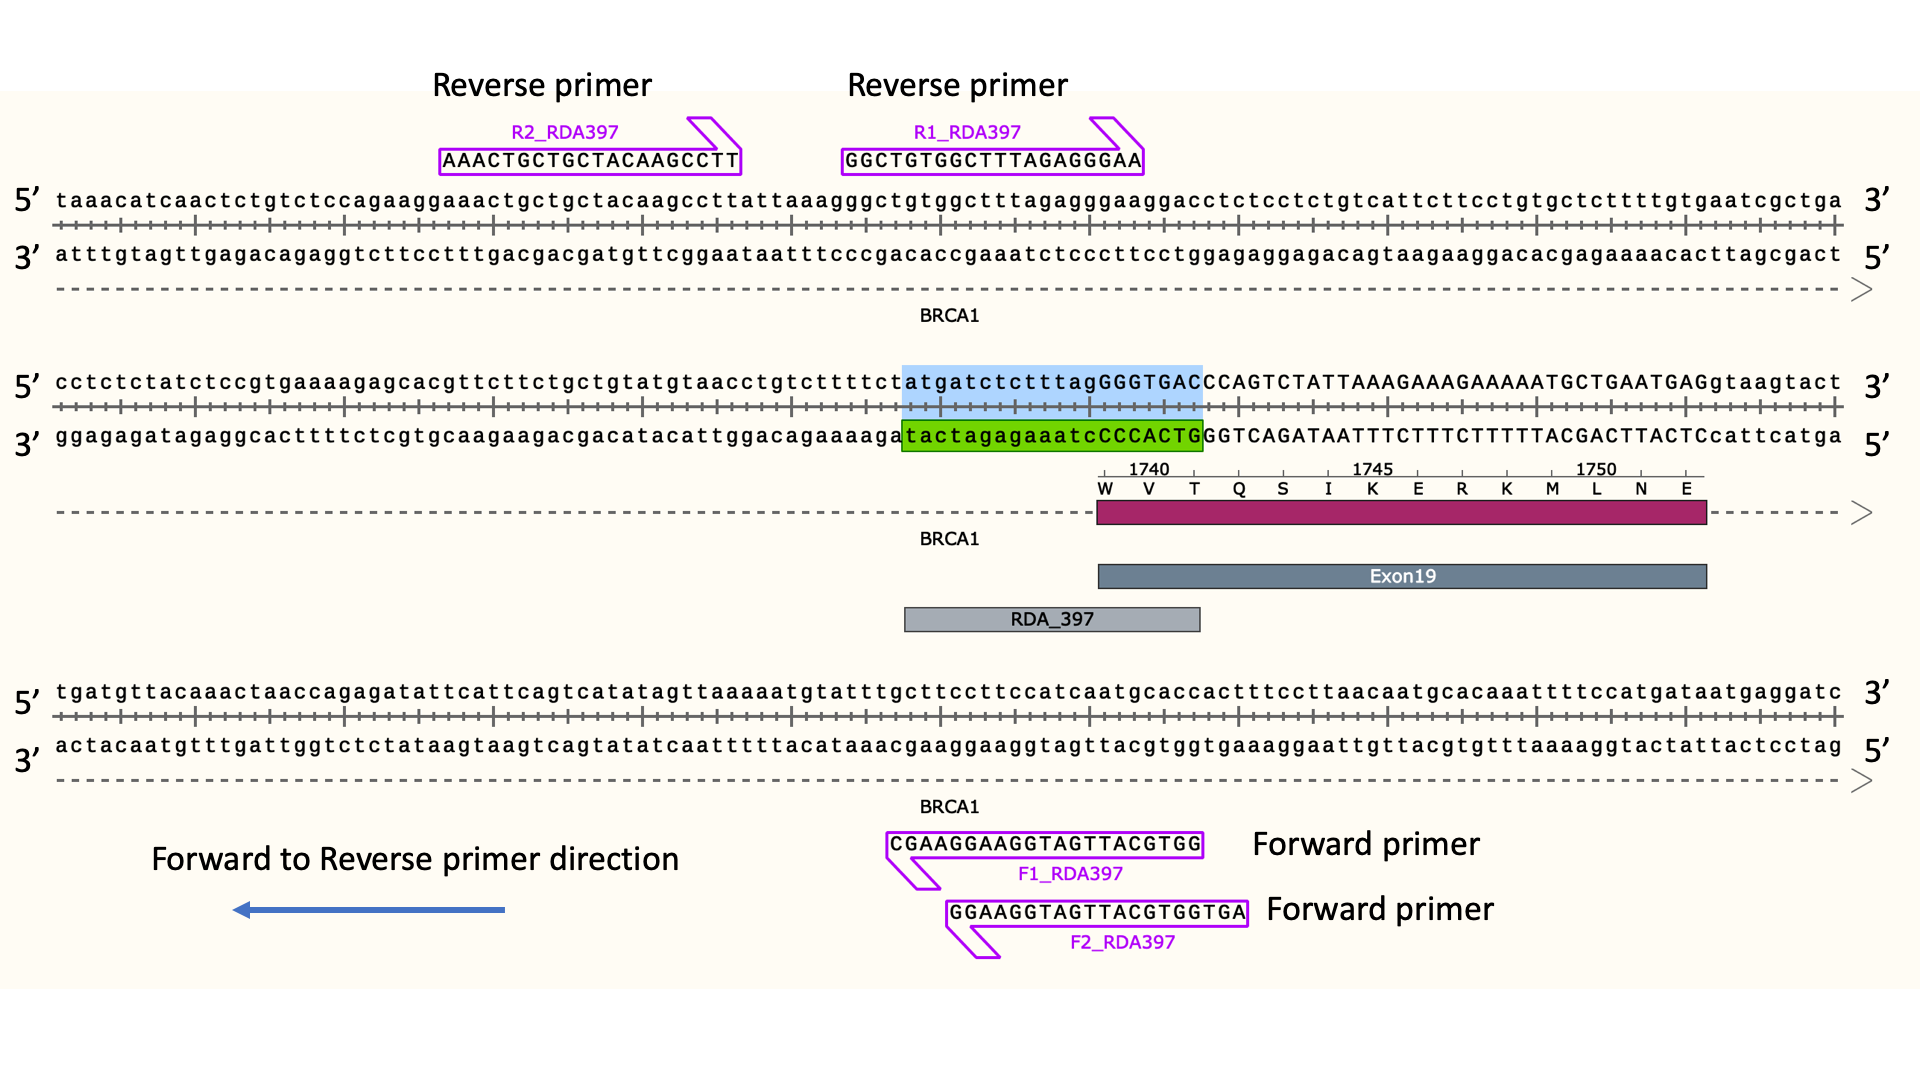 Reverse primer Reverse primer
R2_RDA397 R1_RDA397
AAACTGCTGCTACAAGCCTT GGCTGTGGCTTTAGAGGGAA
5’ taaacatcaactctgtctccagaaggaaactgctgctacaagccttattaaagggctgtggctttagagggaaggacctctcctctgtcattcttcctgtgctcttttgtgaatcgctga 3’
3’ atttgtagttgagacagaggtcttcctttgacgacgatgttcggaataatttcccgacaccgaaatctcccttcctggagaggagacagtaagaaggacacgagaaaacacttagcgact 5’
BRCA1
5’ cctctctatctccgtgaaaagagcacgttcttctgctgtatgtaacctgtcttttctatgatctctttagGGGTGACCCAGTCTATTAAAGAAAGAAAAATGCTGAATGAGgtaagtact 3’
3’ ggagagatagaggcacttttctcgtgcaagaagacgacatacattggacagaaaagatactagagaaatcCCCACTGGGTCAGATAATTTCTTTCTTTTTACGACTTACTCcattcatga 5’
1740 1745 1750
W V T Q S I K E R K M L N E
BRCA1
Exon19
RDA_397
5’ tgatgttacaaactaaccagagatattcattcagtcatatagttaaaaatgtatttgcttccttccatcaatgcaccactttccttaacaatgcacaaattttccatgataatgaggatc 3’
3’ actacaatgtttgattggtctctataagtaagtcagtatatcaatttttacataaacgaaggaaggtagttacgtggtgaaaggaattgttacgtgtttaaaaggtactattactcctag 5’
BRCA1
CGAAGGAAGGTAGTTACGTGG Forward primer
Forward to Reverse primer direction
F1_RDA397
GGAAGGTAGTTACGTGGTGA Forward primer
F2_RDA397